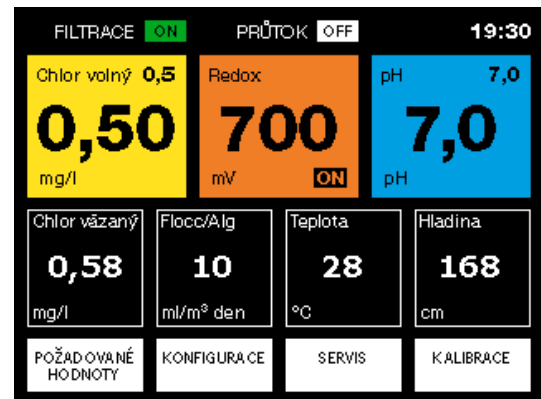 FILTRACE ON PRŮTOK OFF 19:30
Chlor volný 0,5 Redox pH 7,0
0,50 700 7,0
mg/l mV ON pH
Chlor vázaný Flocc/Alg Teplota Hladina
0,58 10 28 168
mg/l ml/m³ den °C cm
POŽADOVANÉ HODNOTY KONFIGURACE SERVIS KALIBRACE